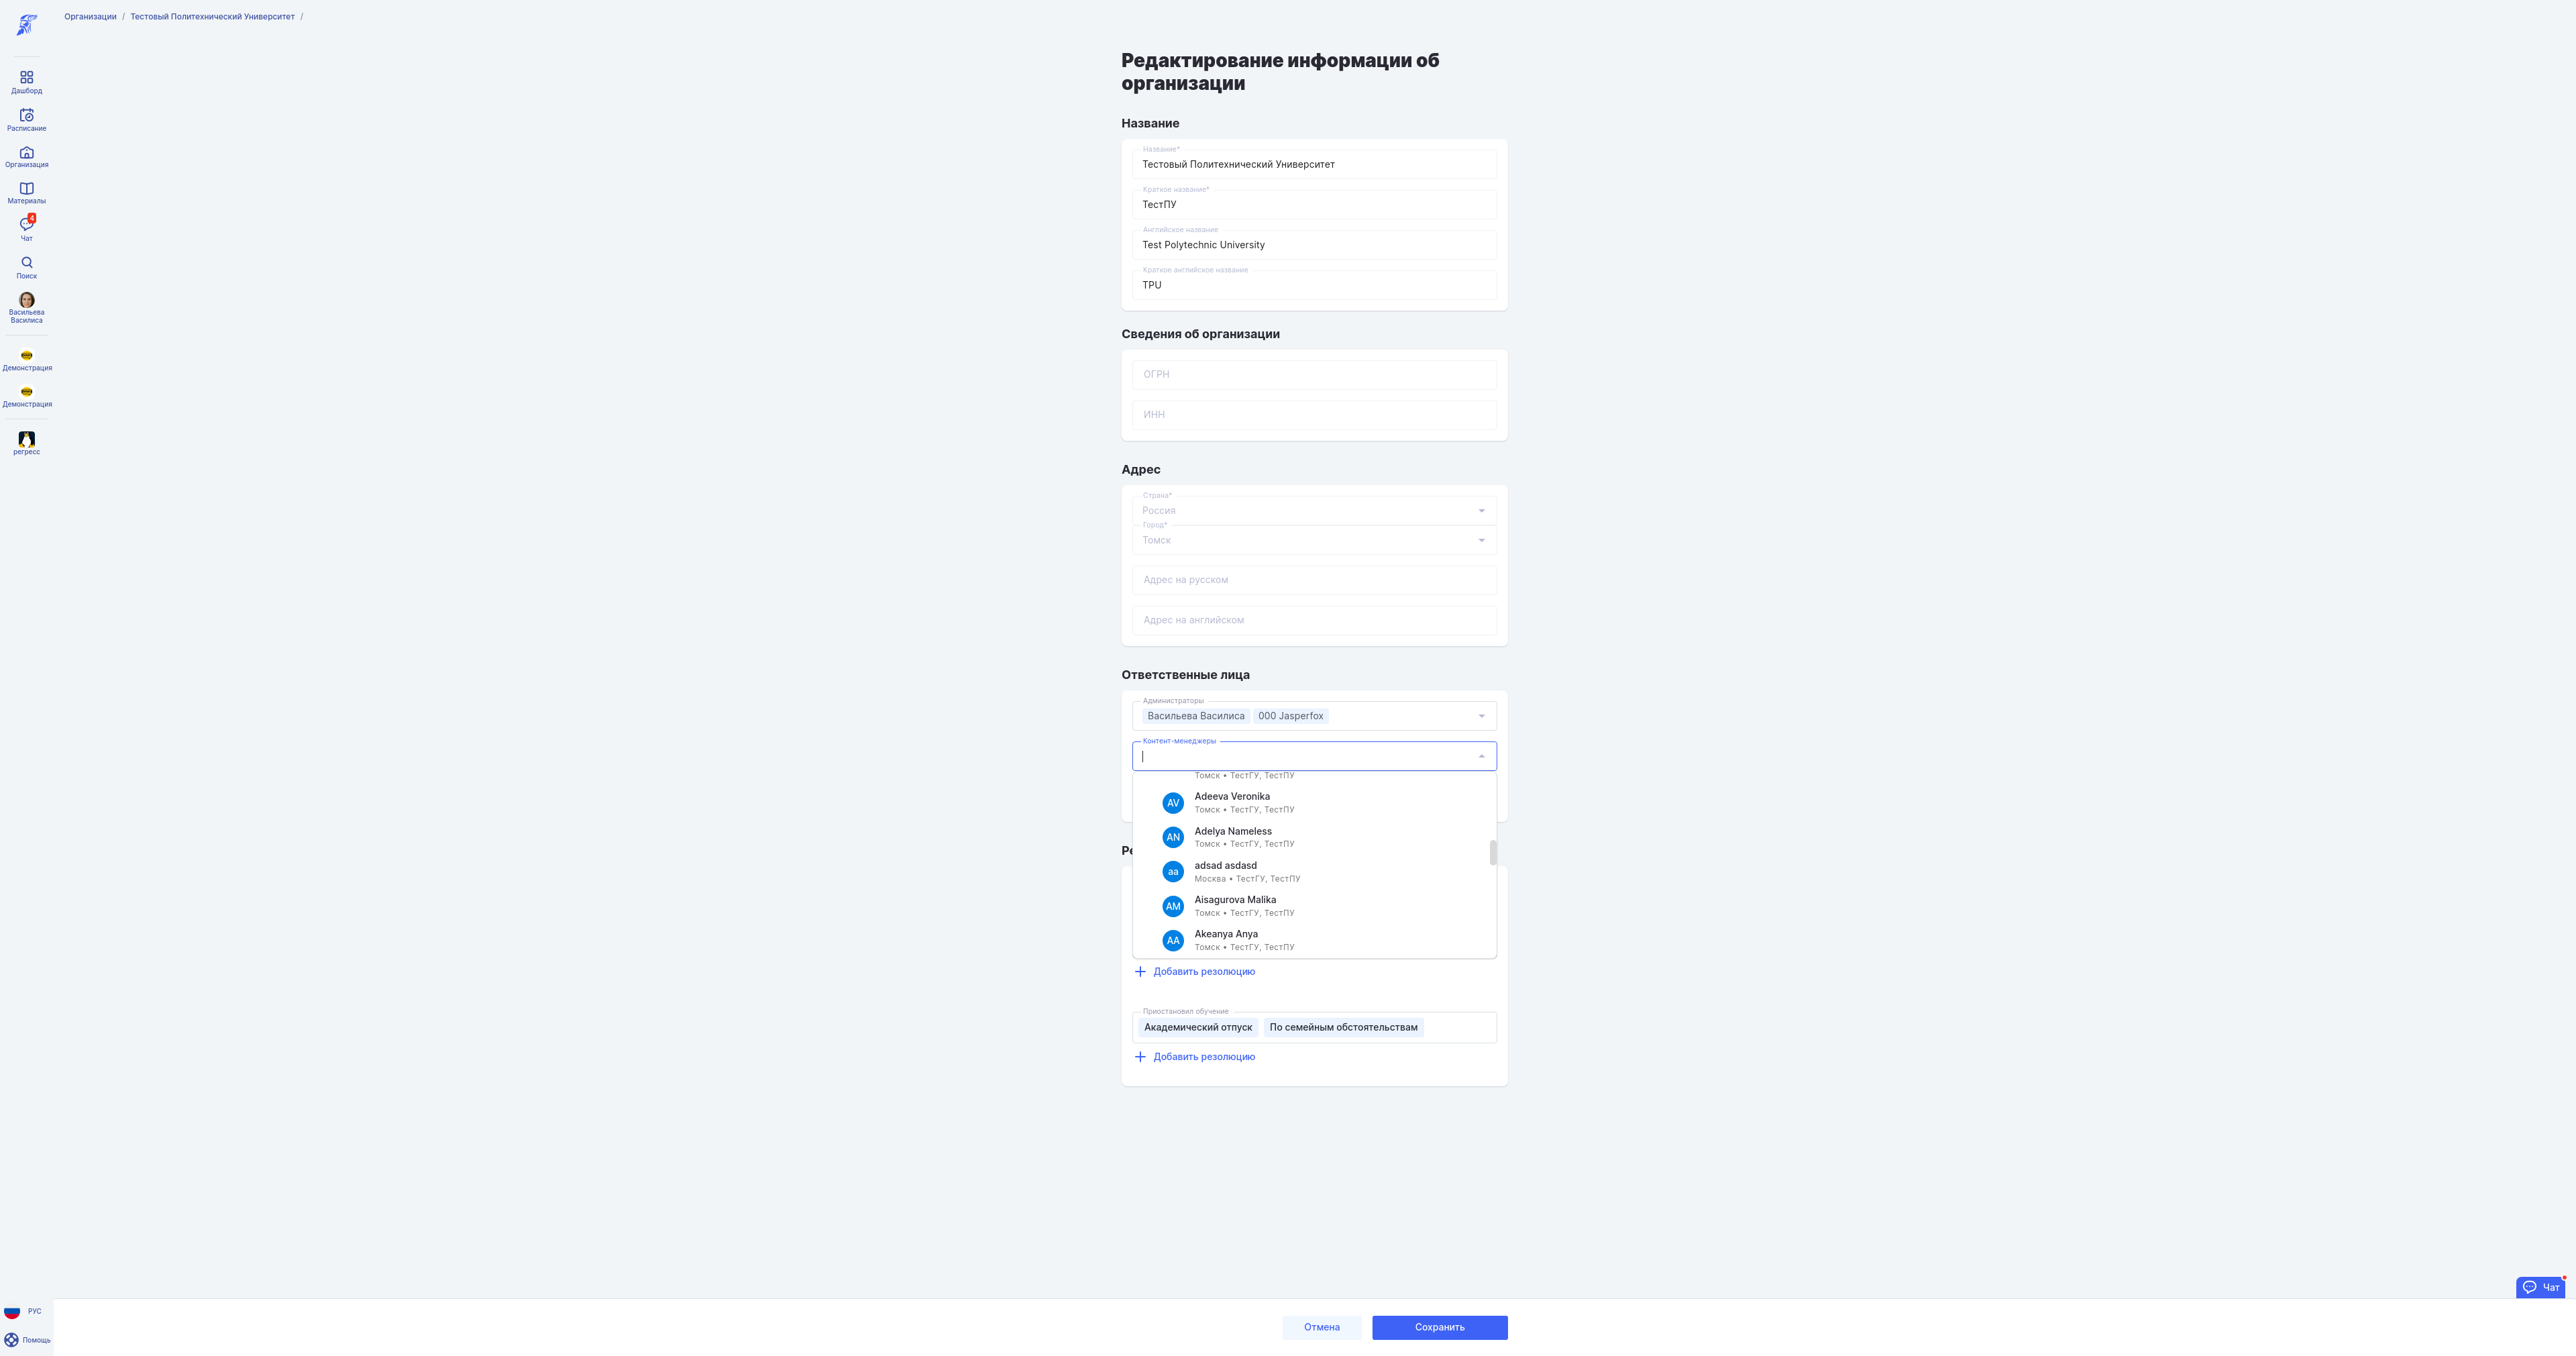 Организации / Тестовый Политехнический Университет /
Дашборд
Расписание
Организация
Материалы
4
Чат
Поиск
Васильева
Василиса
Демонстрация
Демонстрация
регресс
РУС
Помощь
Редактирование информации об
организации
Название
Название*
Тестовый Политехнический Университет
Краткое название*
ТестПУ
Английское название
Test Polytechnic University
Краткое английское название
TPU
Сведения об организации
ОГРН
ИНН
Адрес
Страна*
Россия
Город*
Томск
Адрес на русском
Адрес на английском
Ответственные лица
Администраторы
Васильева Василиса 000 Jasperfox
Контент-менеджеры
Томск • ТестГУ, ТестПУ
AV Adeeva Veronika
Томск • ТестГУ, ТестПУ
AN Adelya Nameless
Томск • ТестГУ, ТестПУ
aa adsad asdasd
Москва • ТестГУ, ТестПУ
AM Aisagurova Malika
Томск • ТестГУ, ТестПУ
AA Akeanya Anya
Томск • ТестГУ, ТестПУ
Добавить резолюцию
Приостановил обучение
Академический отпуск По семейным обстоятельствам
Добавить резолюцию
Чат
Отмена Сохранить